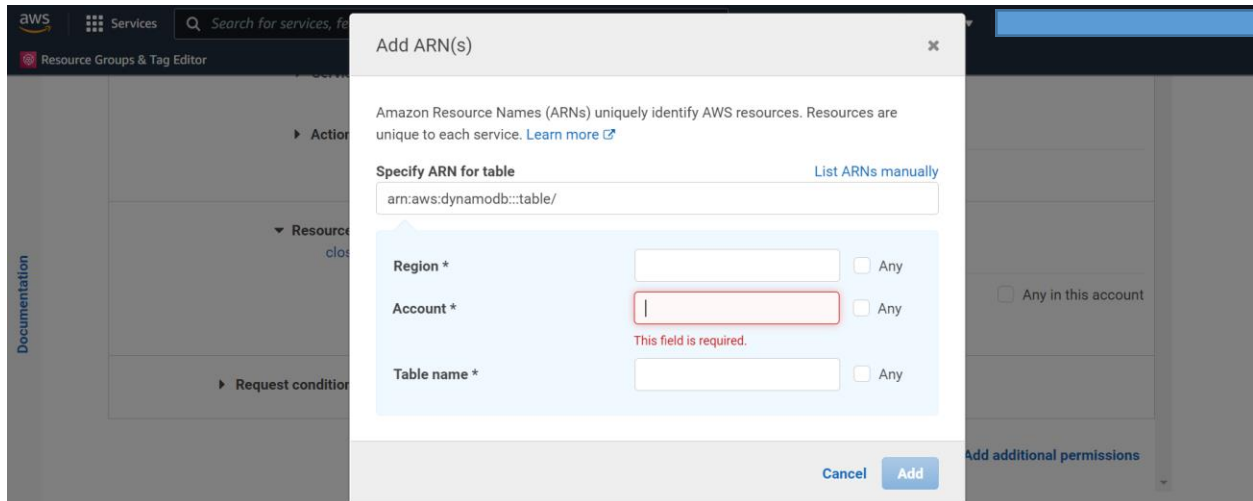 aws
Services
Search for services, fe
Resource Groups & Tag Editor
Add ARN(s)
Amazon Resource Names (ARNs) uniquely identify AWS resources. Resources are
unique to each service. Learn more
Action
Specify ARN for table
List ARNs manually
arn:aws:dynamodb:::table/
Resource
clos
Region *
Any
Account *
Any
This field is required.
Any in this account
Table name *
Any
Request condition
Documentation
Add additional permissions
Cancel
Add